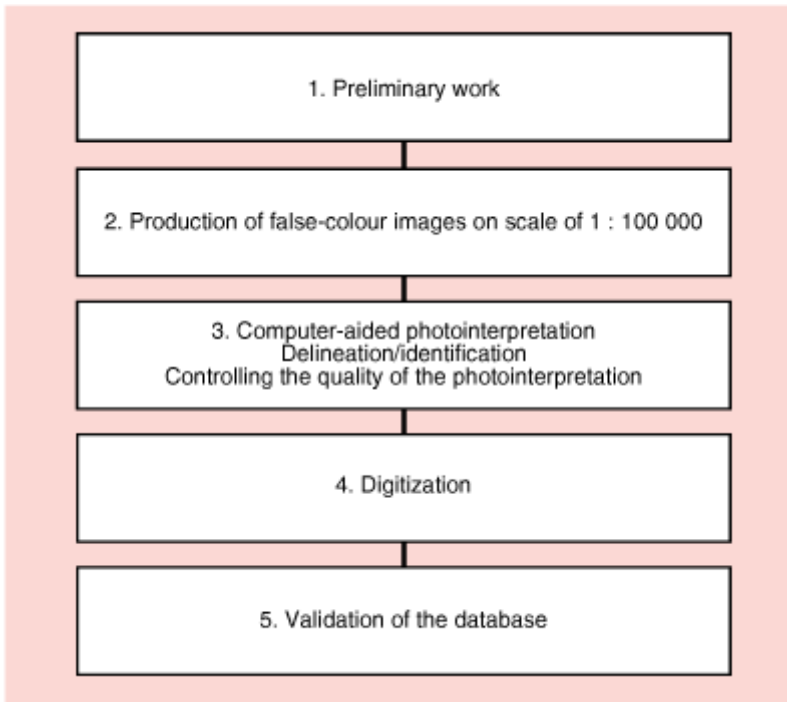 1. Preliminary work
2. Production of false-colour images on scale of 1 : 100 000
3. Computer-aided photointerpretation
Delineation/identification
Controlling the quality of the photointerpretation
4. Digitization
5. Validation of the database